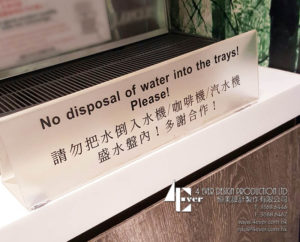 No disposal of water into the trays!
Please!
請勿把水倒入水機/咖啡機/汽水機
盛水盤內！多謝合作！
4 EVER DESIGN PRODUCTION LTD
4ever